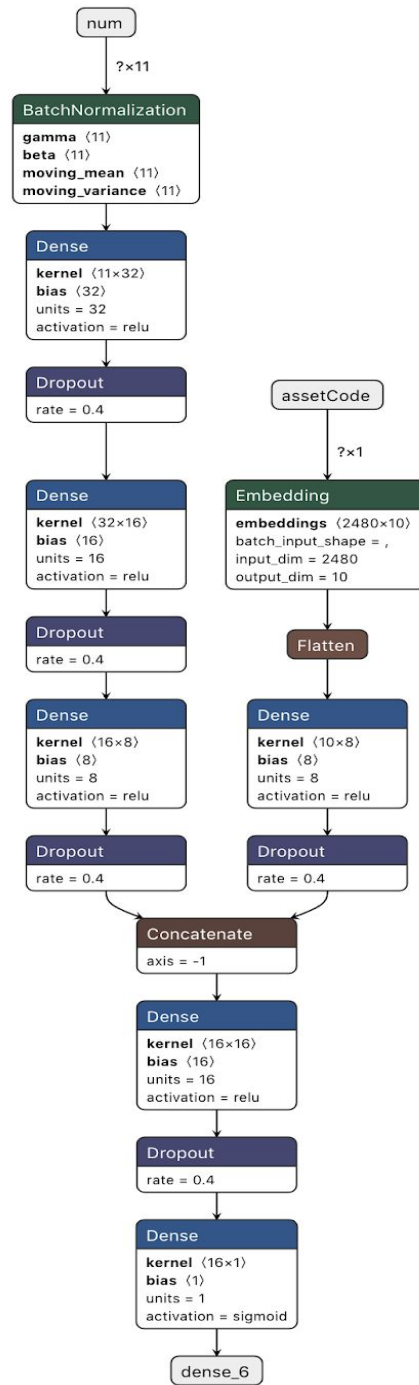 num
?×11
BatchNormalization
gamma ⟨11⟩
beta ⟨11⟩
moving_mean ⟨11⟩
moving_variance ⟨11⟩
Dense
kernel ⟨11×32⟩
bias ⟨32⟩
units = 32
activation = relu
Dropout
rate = 0.4
Dense
kernel ⟨32×16⟩
bias ⟨16⟩
units = 16
activation = relu
Dropout
rate = 0.4
Dense
kernel ⟨16×8⟩
bias ⟨8⟩
units = 8
activation = relu
Dropout
rate = 0.4
assetCode
?×1
Embedding
embeddings ⟨2480×10⟩
batch_input_shape = ,
input_dim = 2480
output_dim = 10
Flatten
Dense
kernel ⟨10×8⟩
bias ⟨8⟩
units = 8
activation = relu
Dropout
rate = 0.4
Concatenate
axis = -1
Dense
kernel ⟨16×16⟩
bias ⟨16⟩
units = 16
activation = relu
Dropout
rate = 0.4
Dense
kernel ⟨16×1⟩
bias ⟨1⟩
units = 1
activation = sigmoid
dense_6